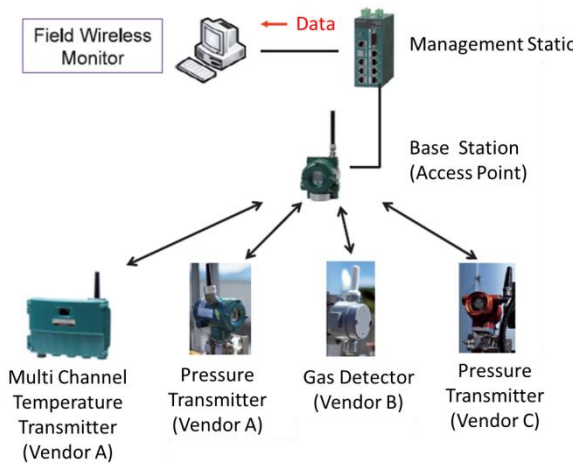 Field Wireless
Monitor
Data
Management Statio
Base Station
(Access Point)
Multi Channel
Temperature
Transmitter
(Vendor A)
Pressure
Transmitter
(Vendor A)
Gas Detector
(Vendor B)
Pressure
Transmitter
(Vendor C)